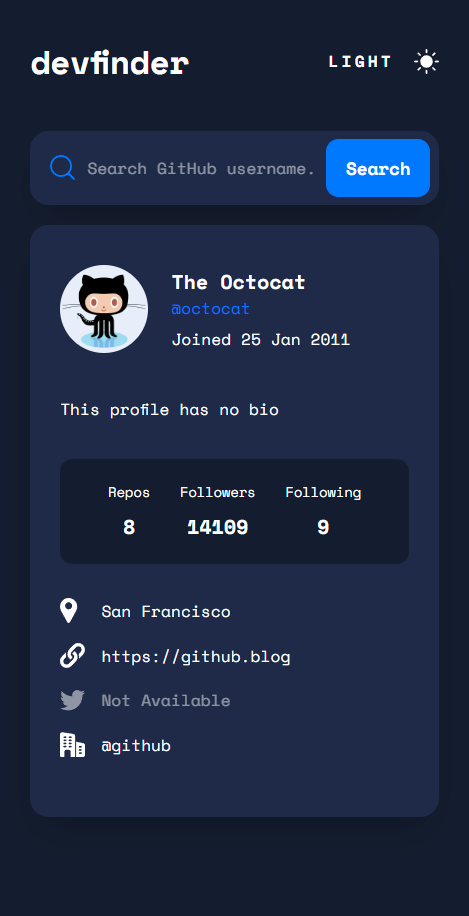 devfinder
LIGHT
Search GitHub username.
Search
The Octocat
@octocat
Joined 25 Jan 2011
This profile has no bio
Repos Followers Following
8 14109 9
San Francisco
https://github.blog
Not Available
@github